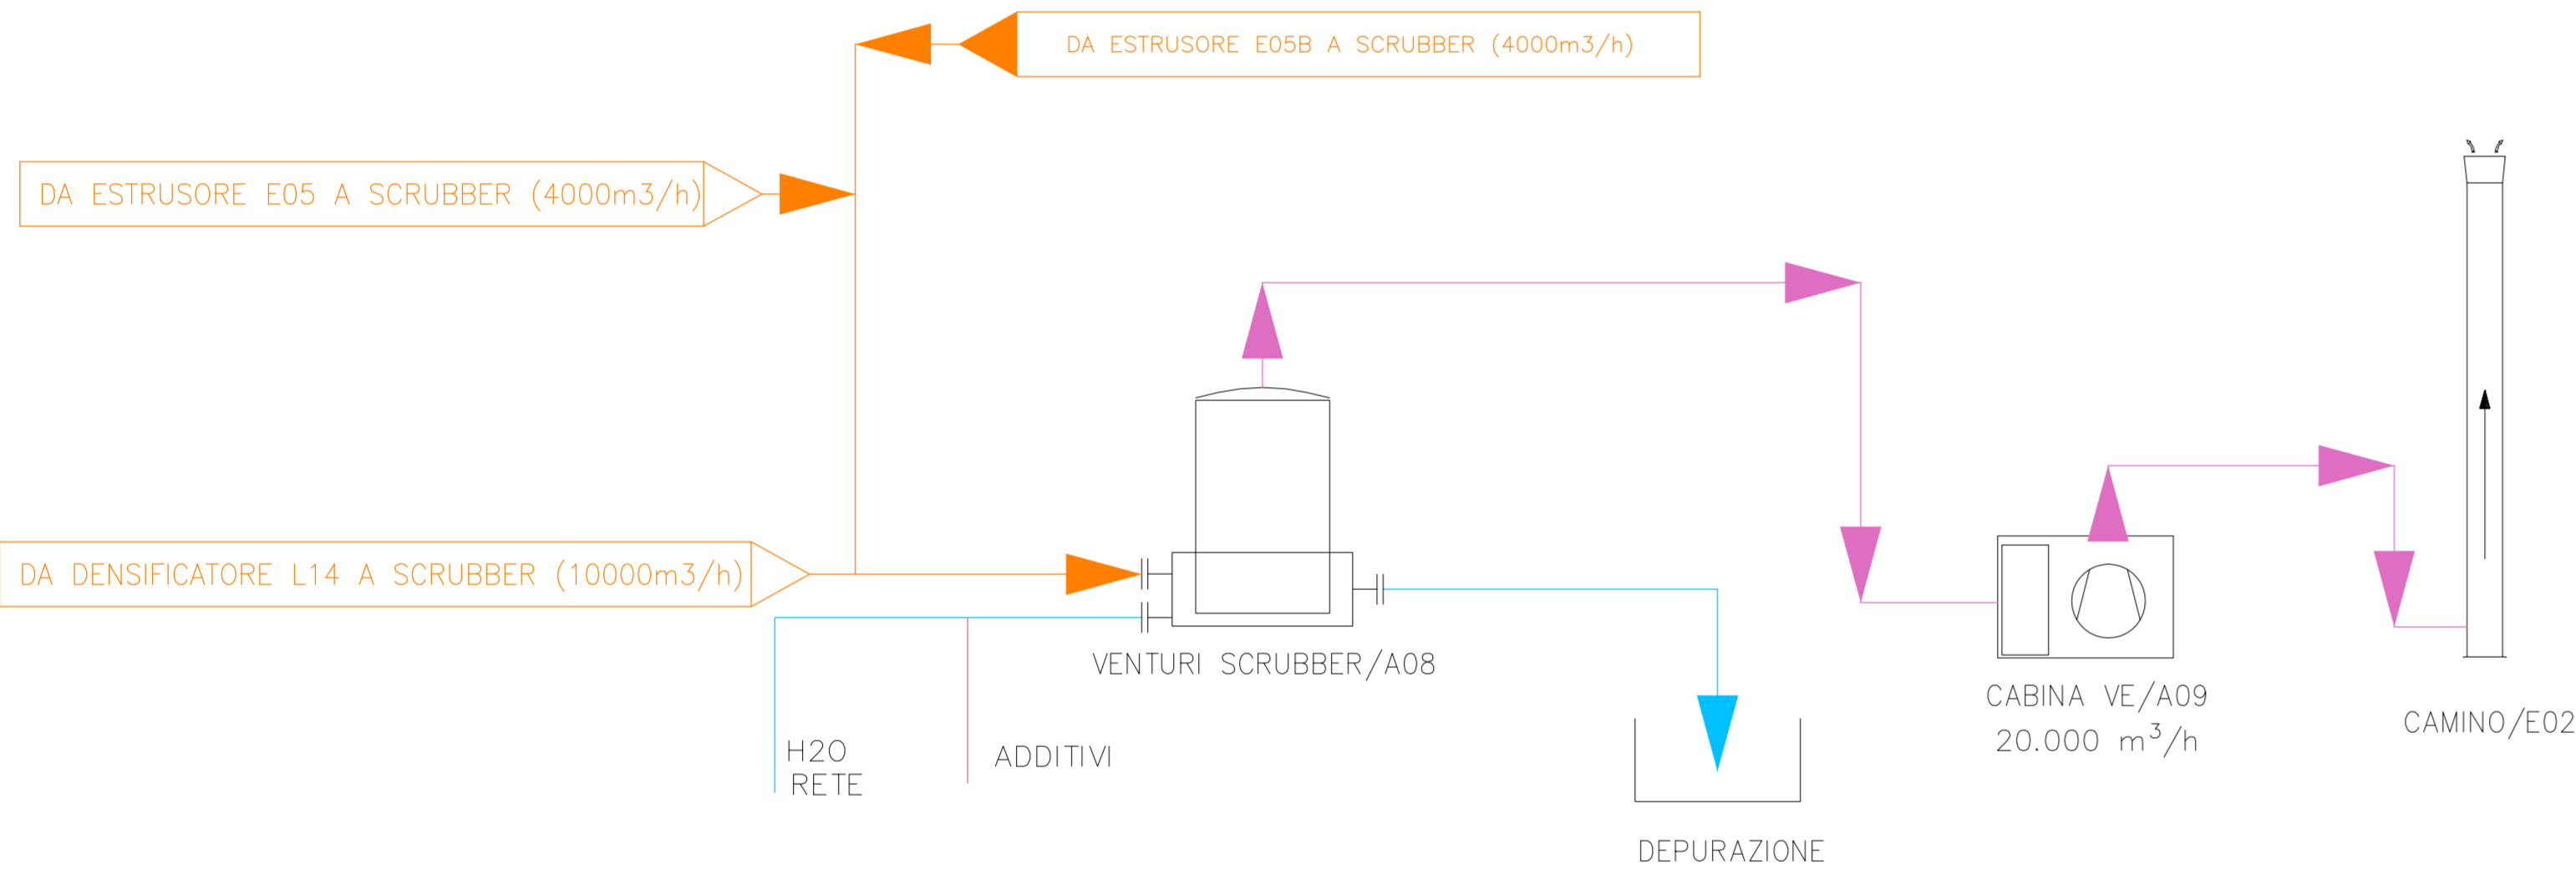 DA ESTRUSORE E05B A SCRUBBER (4000m3/h)
DA ESTRUSORE E05 A SCRUBBER (4000m3/h)
DA DENSIFICATORE L14 A SCRUBBER (10000m3/h)
VENTURI SCRUBBER/A08
H2O
RETE
ADDITIVI
DEPURAZIONE
CABINA VE/A09
20.000 m³/h
CAMINO/E02